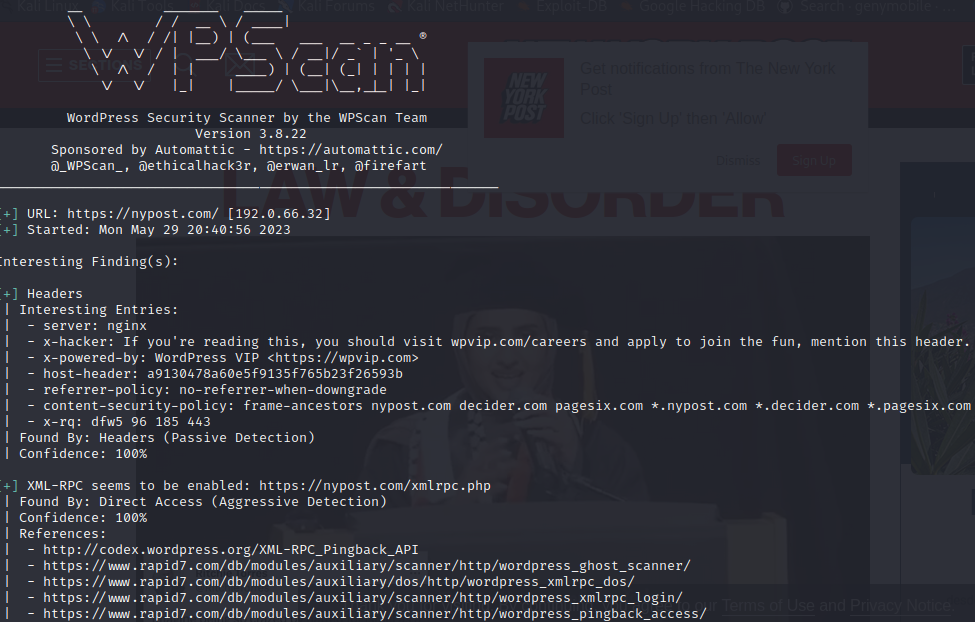 Kali Linux Kali Tools Kali Docs Kali Forums Kali NetHunter Exploit-DB Google Hacking DB Search - genymobile - ...
WPScan ®
SECTIONS
NEW YORK POST
Get notifications from The New York
Post
Click 'Sign Up' then 'Allow'
Dismiss Sign Up
WordPress Security Scanner by the WPScan Team
Version 3.8.22
Sponsored by Automattic - https://automattic.com/
@_WPScan_, @ethicalhack3r, @erwan_lr, @firefart
LAW & DISORDER
[+] URL: https://nypost.com/ [192.0.66.32]
[+] Started: Mon May 29 20:40:56 2023
Interesting Finding(s):
[+] Headers
| Interesting Entries:
|  - server: nginx
|  - x-hacker: If you're reading this, you should visit wpvip.com/careers and apply to join the fun, mention this header.
|  - x-powered-by: WordPress VIP <https://wpvip.com>
|  - host-header: a9130478a60e5f9135f765b23f26593b
|  - referrer-policy: no-referrer-when-downgrade
|  - content-security-policy: frame-ancestors nypost.com decider.com pagesix.com *.nypost.com *.decider.com *.pagesix.com
|  - x-rq: dfw5 96 185 443
| Found By: Headers (Passive Detection)
| Confidence: 100%
[+] XML-RPC seems to be enabled: https://nypost.com/xmlrpc.php
| Found By: Direct Access (Aggressive Detection)
| Confidence: 100%
| References:
|  - http://codex.wordpress.org/XML-RPC_Pingback_API
|  - https://www.rapid7.com/db/modules/auxiliary/scanner/http/wordpress_ghost_scanner/
|  - https://www.rapid7.com/db/modules/auxiliary/dos/http/wordpress_xmlrpc_dos/
|  - https://www.rapid7.com/db/modules/auxiliary/scanner/http/wordpress_xmlrpc_login/
|  - https://www.rapid7.com/db/modules/auxiliary/scanner/http/wordpress_pingback_access/
our Terms of Use and Privacy Notice.